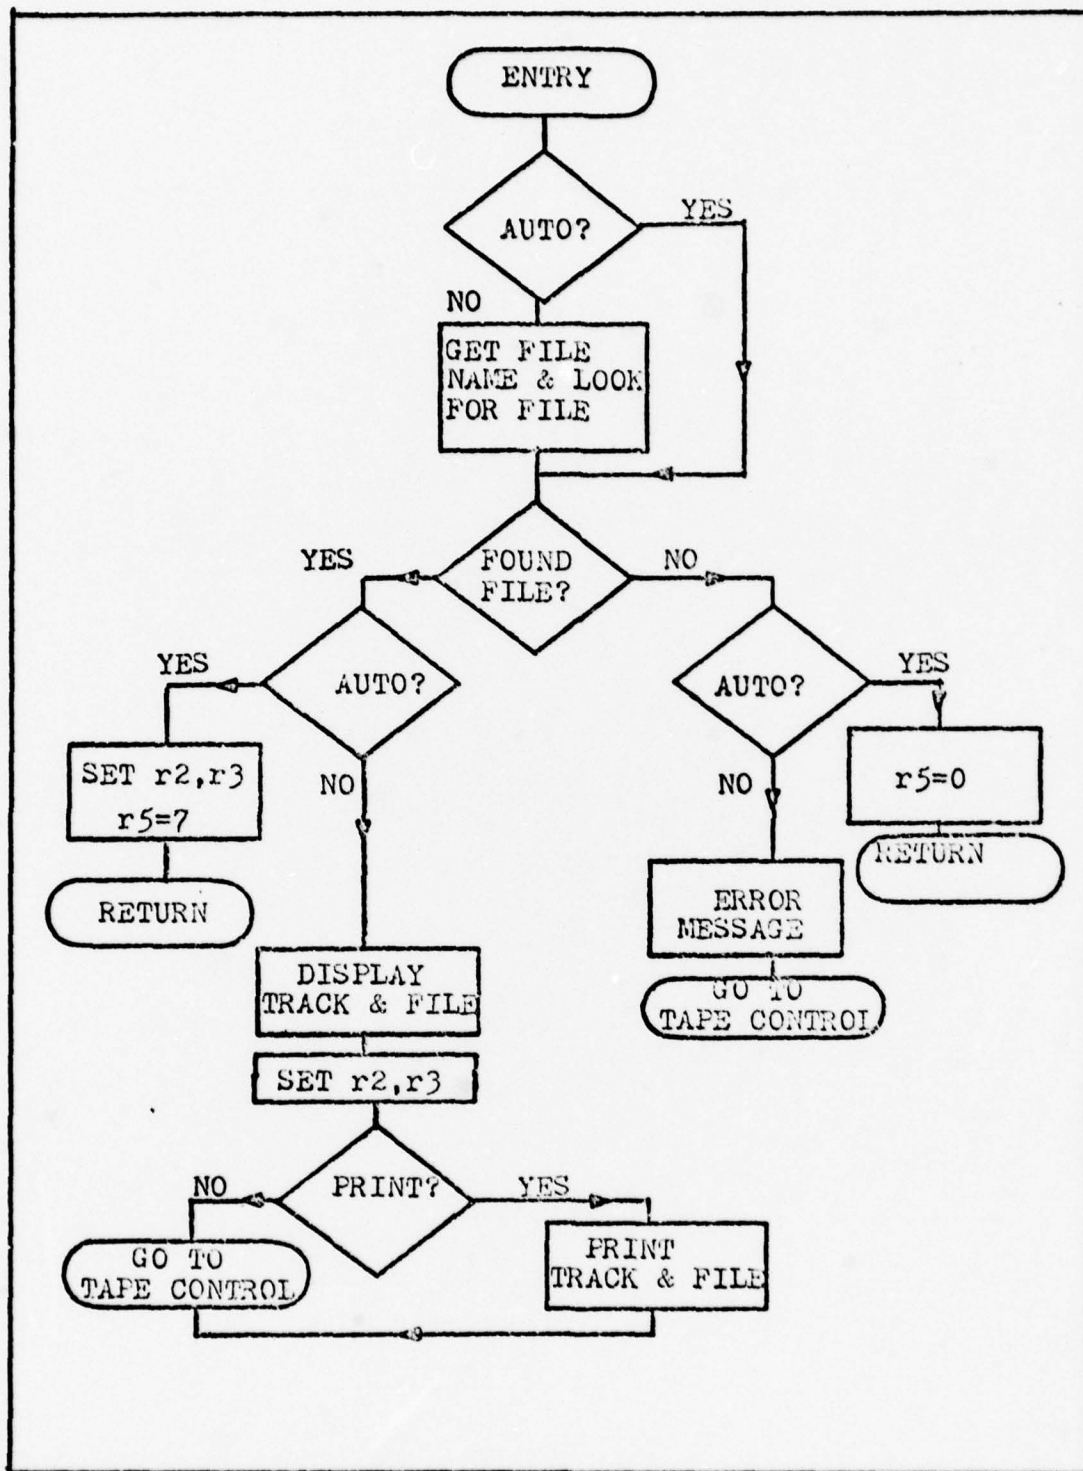 ENTRY
AUTO?
YES
NO
GET FILE
NAME & LOOK
FOR FILE
FOUND
FILE?
YES
NO
AUTO?
YES
NO
SET r2,r3
r5=7
RETURN
AUTO?
YES
NO
r5=0
RETURN
ERROR
MESSAGE
GO TO
TAPE CONTROL
DISPLAY
TRACK & FILE
SET r2,r3
PRINT?
NO
YES
GO TO
TAPE CONTROL
PRINT
TRACK & FILE